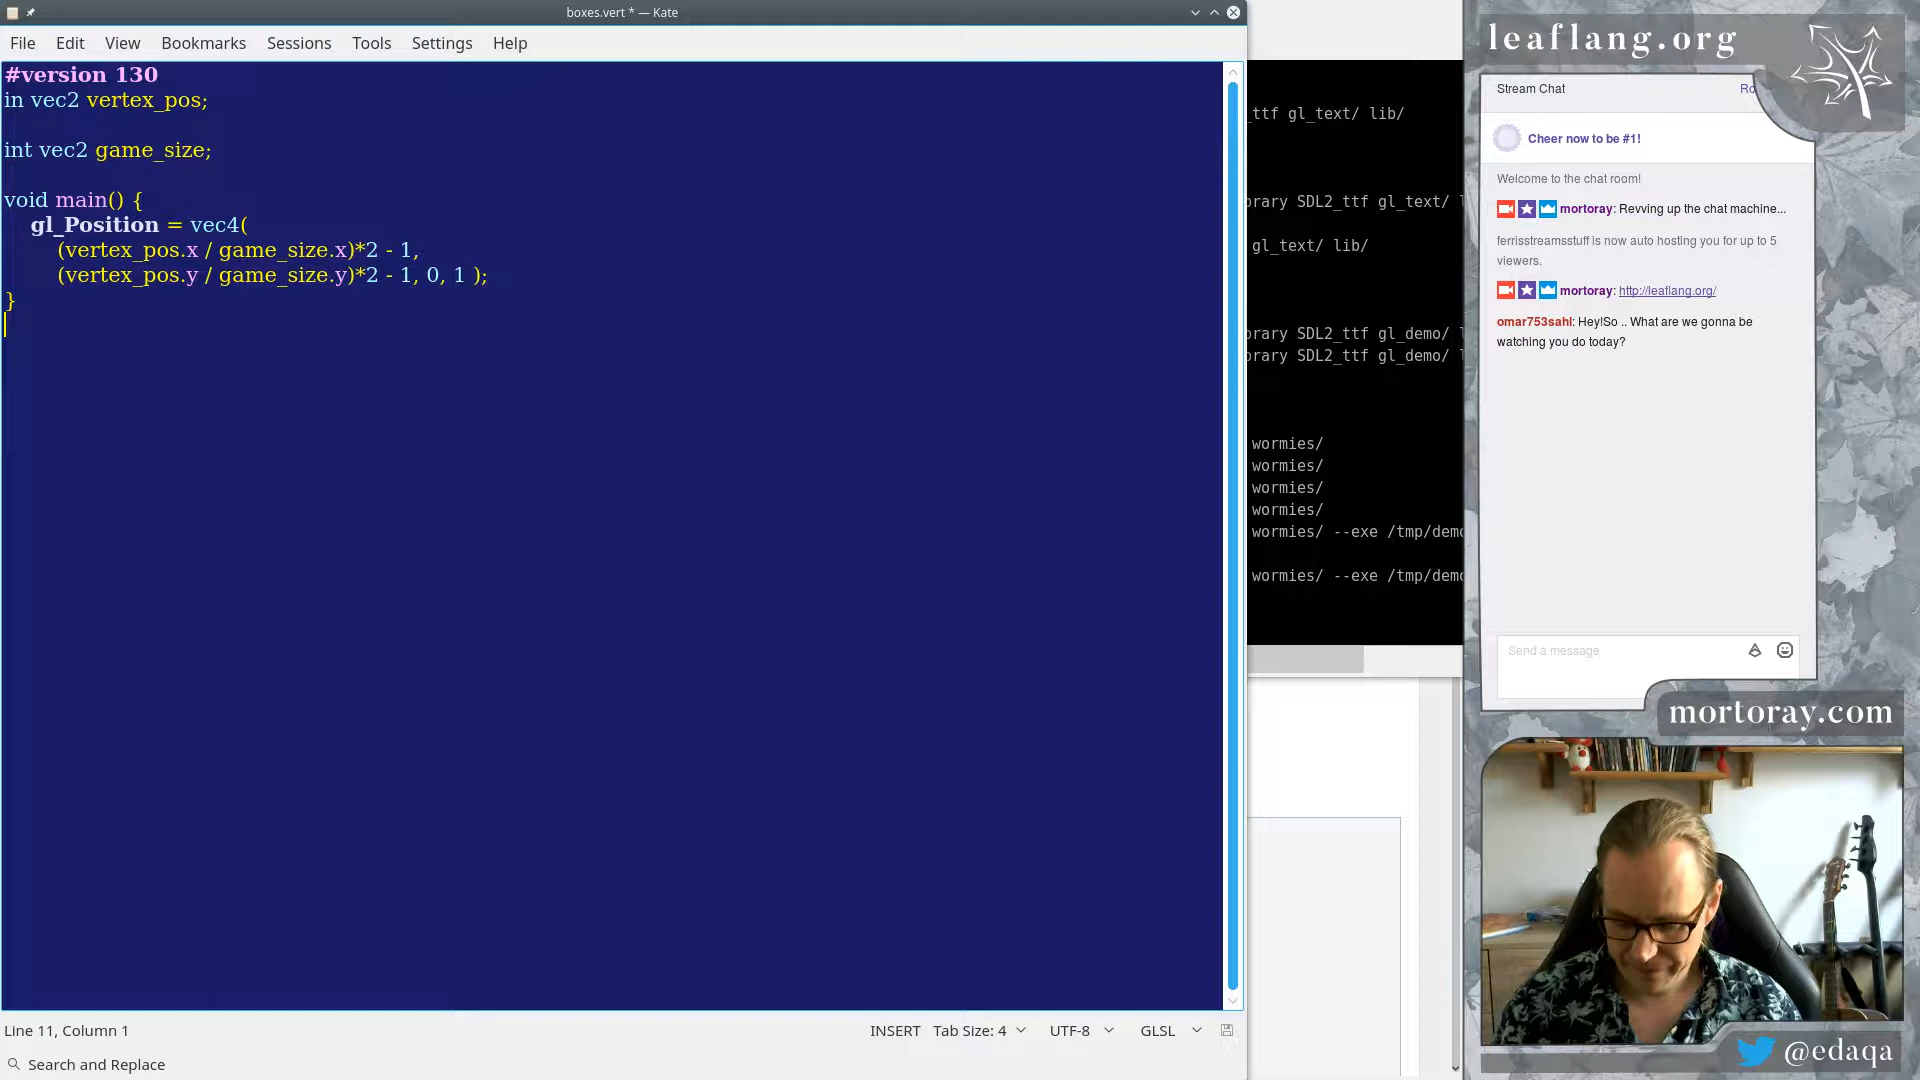 boxes.vert * — Kate
File Edit View Bookmarks Sessions Tools Settings Help
#version 130
in vec2 vertex_pos;
int vec2 game_size;
void main() {
gl_Position = vec4(
(vertex_pos.x / game_size.x)*2 - 1,
(vertex_pos.y / game_size.y)*2 - 1, 0, 1 );
}
Line 11, Column 1
INSERT Tab Size: 4 UTF-8 GLSL
Search and Replace
_ttf gl_text/ lib/
brary SDL2_ttf gl_text/ l
gl_text/ lib/
brary SDL2_ttf gl_demo/ l
brary SDL2_ttf gl_demo/ l
wormies/
wormies/
wormies/
wormies/
wormies/ --exe /tmp/demo
wormies/ --exe /tmp/demo
leaflang.org
Stream Chat
Ro
Cheer now to be #1!
Welcome to the chat room!
mortoray: Revving up the chat machine...
ferrisstreamsstuff is now auto hosting you for up to 5
viewers.
mortoray: http://leaflang.org/
omar753sahl: Hey!So .. What are we gonna be
watching you do today?
Send a message
mortoray.com
@edaqa